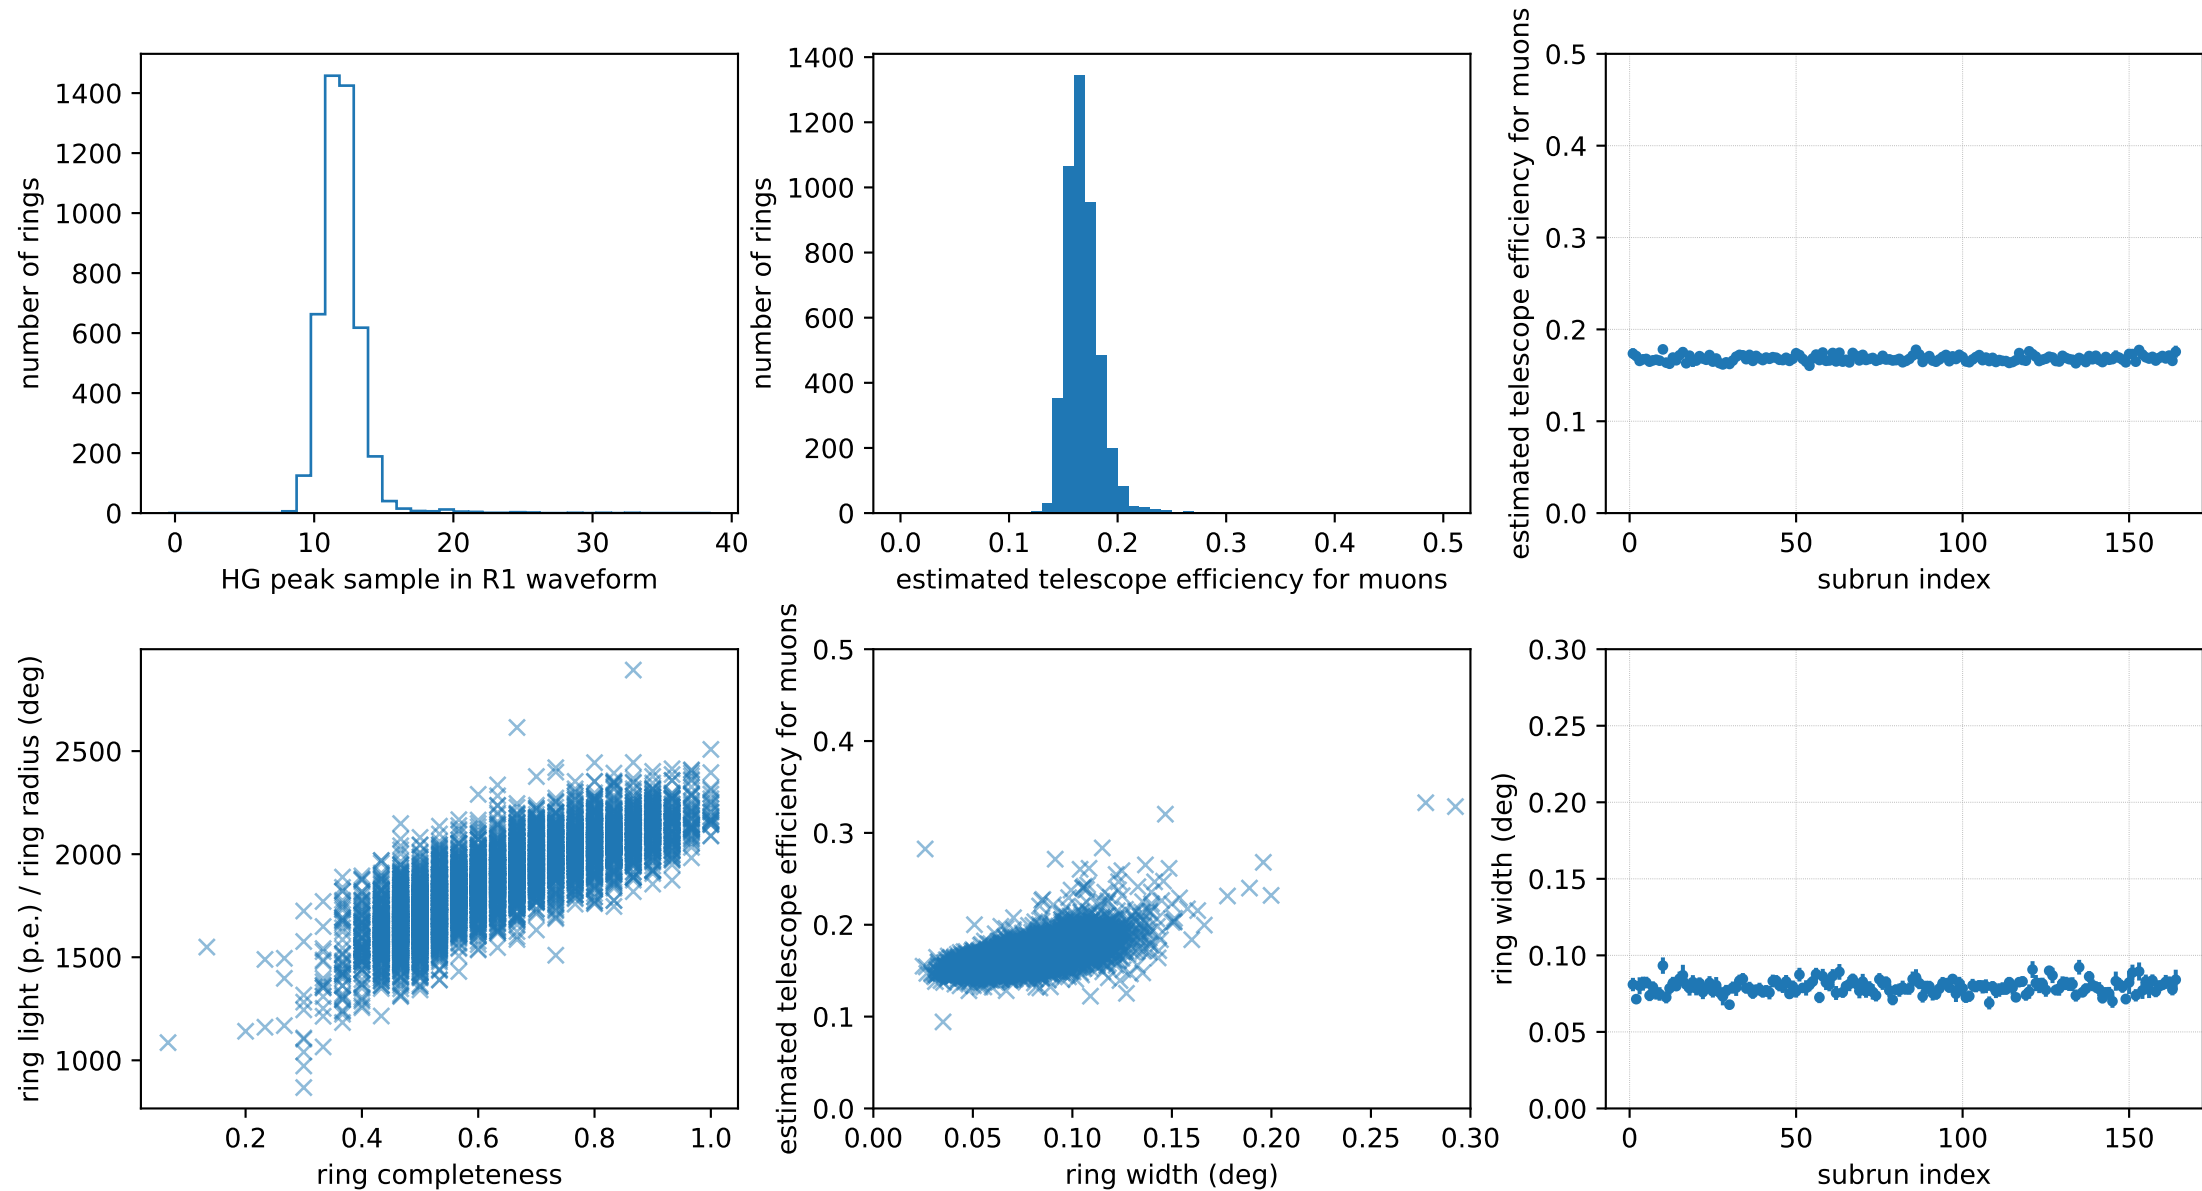 number of rings
1400
1200
1000
800
600
400
200
0
0 10 20 30 40
HG peak sample in R1 waveform
number of rings
1400
1200
1000
800
600
400
200
0
0.0 0.1 0.2 0.3 0.4 0.5
estimated telescope efficiency for muons
estimated telescope efficiency for muons
0.5
0.4
0.3
0.2
0.1
0.0
0 50 100 150
subrun index
ring light (p.e.) / ring radius (deg)
2500
2000
1500
1000
0.2 0.4 0.6 0.8 1.0
ring completeness
estimated telescope efficiency for muons
0.5
0.4
0.3
0.2
0.1
0.0
0.00 0.05 0.10 0.15 0.20 0.25 0.30
ring width (deg)
ring width (deg)
0.30
0.25
0.20
0.15
0.10
0.05
0.00
0 50 100 150
subrun index